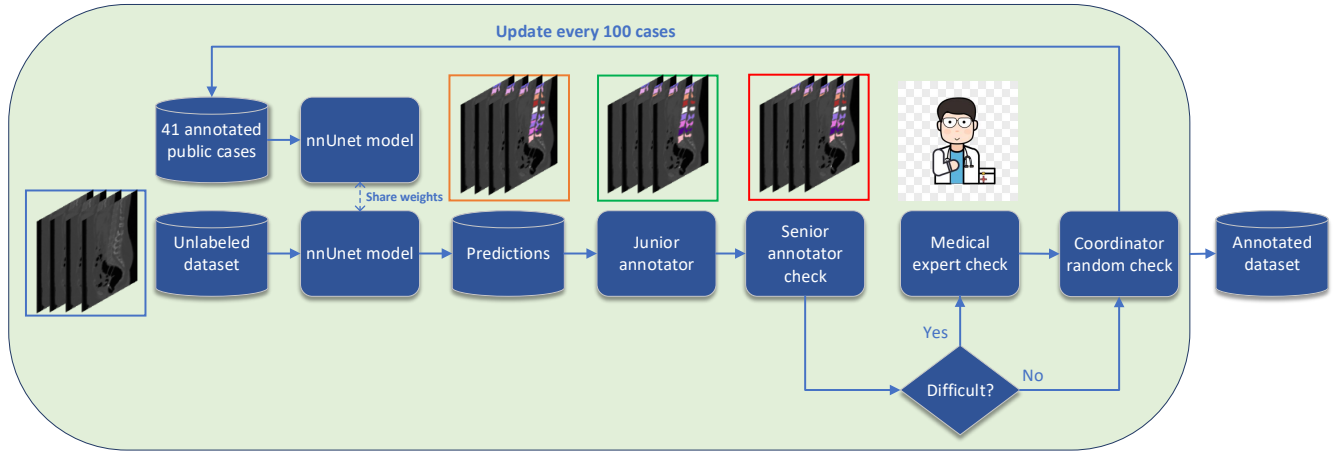 Update every 100 cases
41 annotated
public cases
nnUnet model
Share weights
Unlabeled
dataset
nnUnet model
Predictions
Junior
annotator
Senior
annotator
check
Medical
expert check
Coordinator
random check
Annotated
dataset
Yes
Difficult?
No